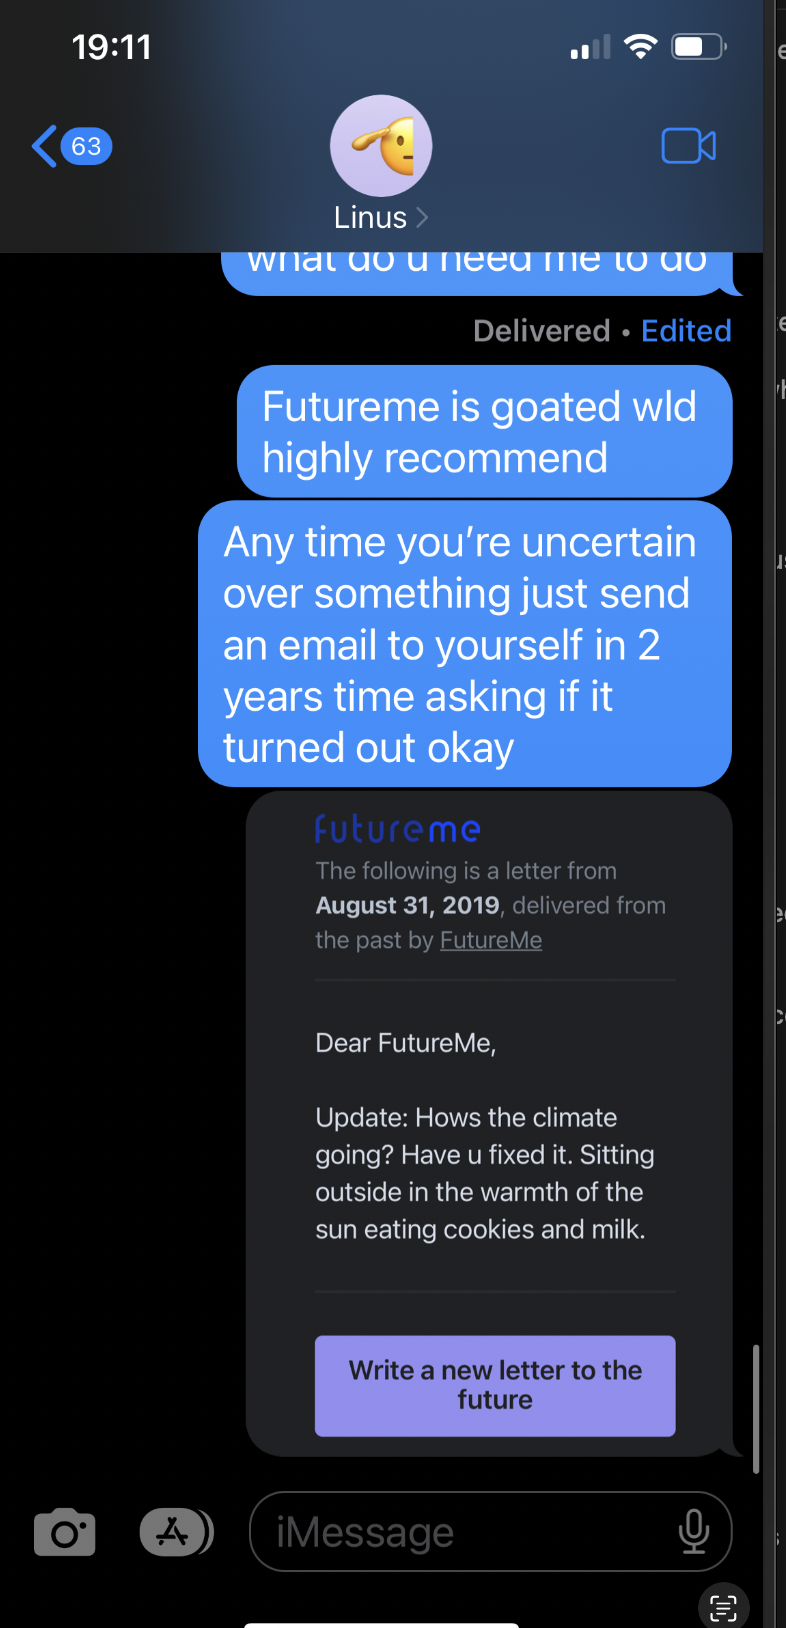 19:11
63
Linus
what do u need me to do
Delivered • Edited
Futureme is goated wld
highly recommend
Any time you’re uncertain
over something just send
an email to yourself in 2
years time asking if it
turned out okay
futureme
The following is a letter from
August 31, 2019, delivered from
the past by FutureMe
Dear FutureMe,
Update: Hows the climate
going? Have u fixed it. Sitting
outside in the warmth of the
sun eating cookies and milk.
Write a new letter to the
future
iMessage